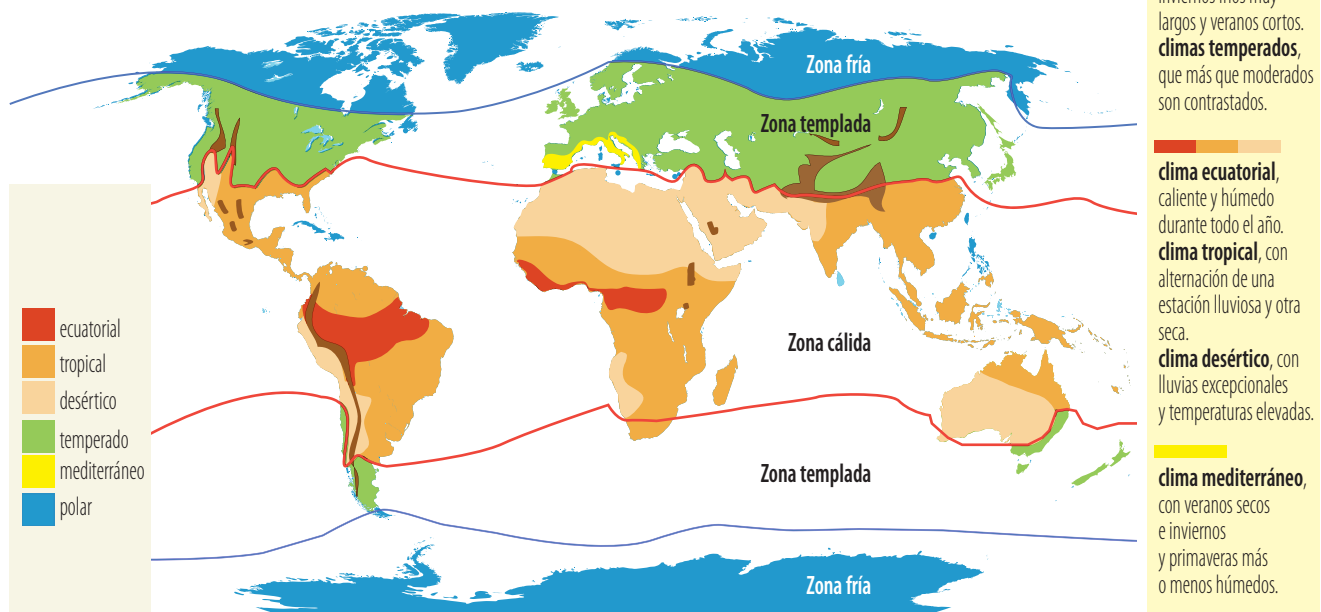 Zona fría
Zona templada
Zona cálida
Zona templada
Zona fría
ecuatorial
tropical
desértico
temperado
mediterráneo
polar
largos y veranos cortos.
climas temperados,
que más que moderados
son contrastados.
clima ecuatorial,
caliente y húmedo
durante todo el año.
clima tropical, con
alternación de una
estación lluviosa y otra
seca.
clima desértico, con
lluvias excepcionales
y temperaturas elevadas.
clima mediterráneo,
con veranos secos
e inviernos
y primaveras más
o menos húmedos.